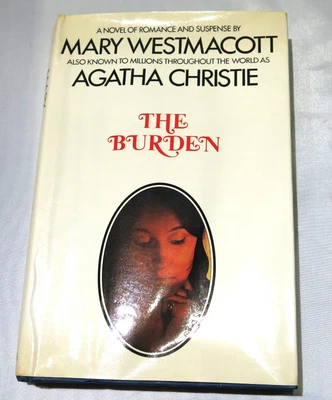 A NOVEL OF ROMANCE AND SUSPENSE BY
MARY WESTMACOTT
ALSO KNOWN TO MILLIONS THROUGHOUT THE WORLD AS
AGATHA CHRISTIE
THE
BURDEN